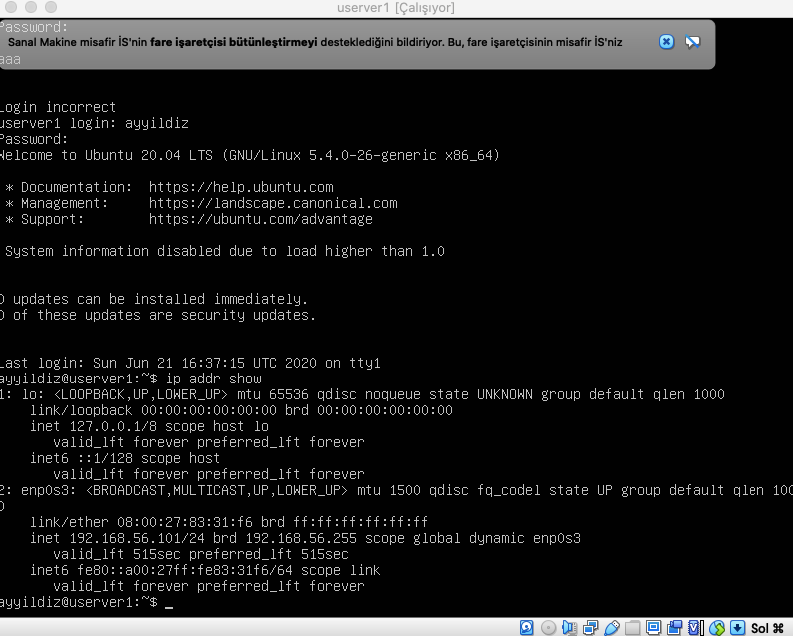 userver1 [Çalışıyor]
Password:
Sanal Makine misafir İS'nin fare işaretçisi bütünleştirmeyi desteklediğini bildiriyor. Bu, fare işaretçisinin misafir İS'niz
aaa
Login incorrect
userver1 login: ayyildiz
Password:
Welcome to Ubuntu 20.04 LTS (GNU/Linux 5.4.0-26-generic x86_64)
* Documentation:  https://help.ubuntu.com
* Management:     https://landscape.canonical.com
* Support:        https://ubuntu.com/advantage
System information disabled due to load higher than 1.0
0 updates can be installed immediately.
0 of these updates are security updates.
Last login: Sun Jun 21 16:37:15 UTC 2020 on tty1
ayyildiz@userver1:~$ ip addr show
1: lo: <LOOPBACK,UP,LOWER_UP> mtu 65536 qdisc noqueue state UNKNOWN group default qlen 1000
link/loopback 00:00:00:00:00:00 brd 00:00:00:00:00:00
inet 127.0.0.1/8 scope host lo
valid_lft forever preferred_lft forever
inet6 ::1/128 scope host
valid_lft forever preferred_lft forever
2: enp0s3: <BROADCAST,MULTICAST,UP,LOWER_UP> mtu 1500 qdisc fq_codel state UP group default qlen 100
0
link/ether 08:00:27:83:31:f6 brd ff:ff:ff:ff:ff:ff
inet 192.168.56.101/24 brd 192.168.56.255 scope global dynamic enp0s3
valid_lft 515sec preferred_lft 515sec
inet6 fe80::a00:27ff:fe83:31f6/64 scope link
valid_lft forever preferred_lft forever
ayyildiz@userver1:~$ _
Sol ⌘